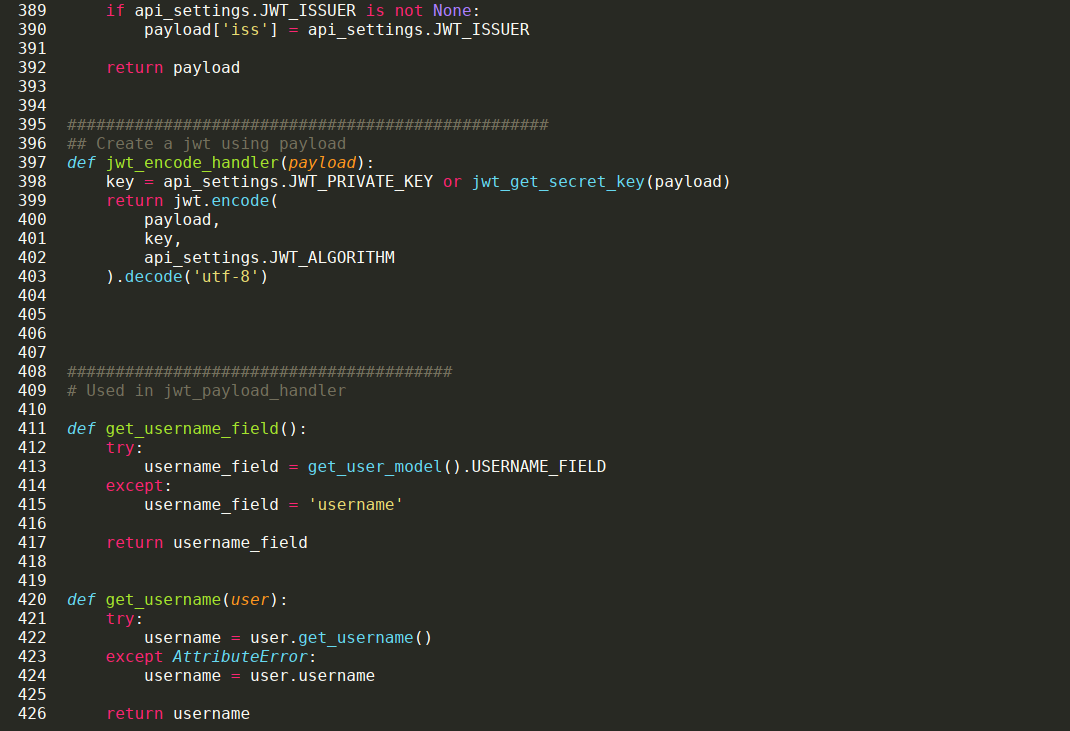 389     if api_settings.JWT_ISSUER is not None:
390         payload['iss'] = api_settings.JWT_ISSUER
391
392     return payload
393
394
395 ##################################################
396 ## Create a jwt using payload
397 def jwt_encode_handler(payload):
398     key = api_settings.JWT_PRIVATE_KEY or jwt_get_secret_key(payload)
399     return jwt.encode(
400         payload,
401         key,
402         api_settings.JWT_ALGORITHM
403     ).decode('utf-8')
404
405
406
407
408 ########################################
409 # Used in jwt_payload_handler
410
411 def get_username_field():
412     try:
413         username_field = get_user_model().USERNAME_FIELD
414     except:
415         username_field = 'username'
416
417     return username_field
418
419
420 def get_username(user):
421     try:
422         username = user.get_username()
423     except AttributeError:
424         username = user.username
425
426     return username